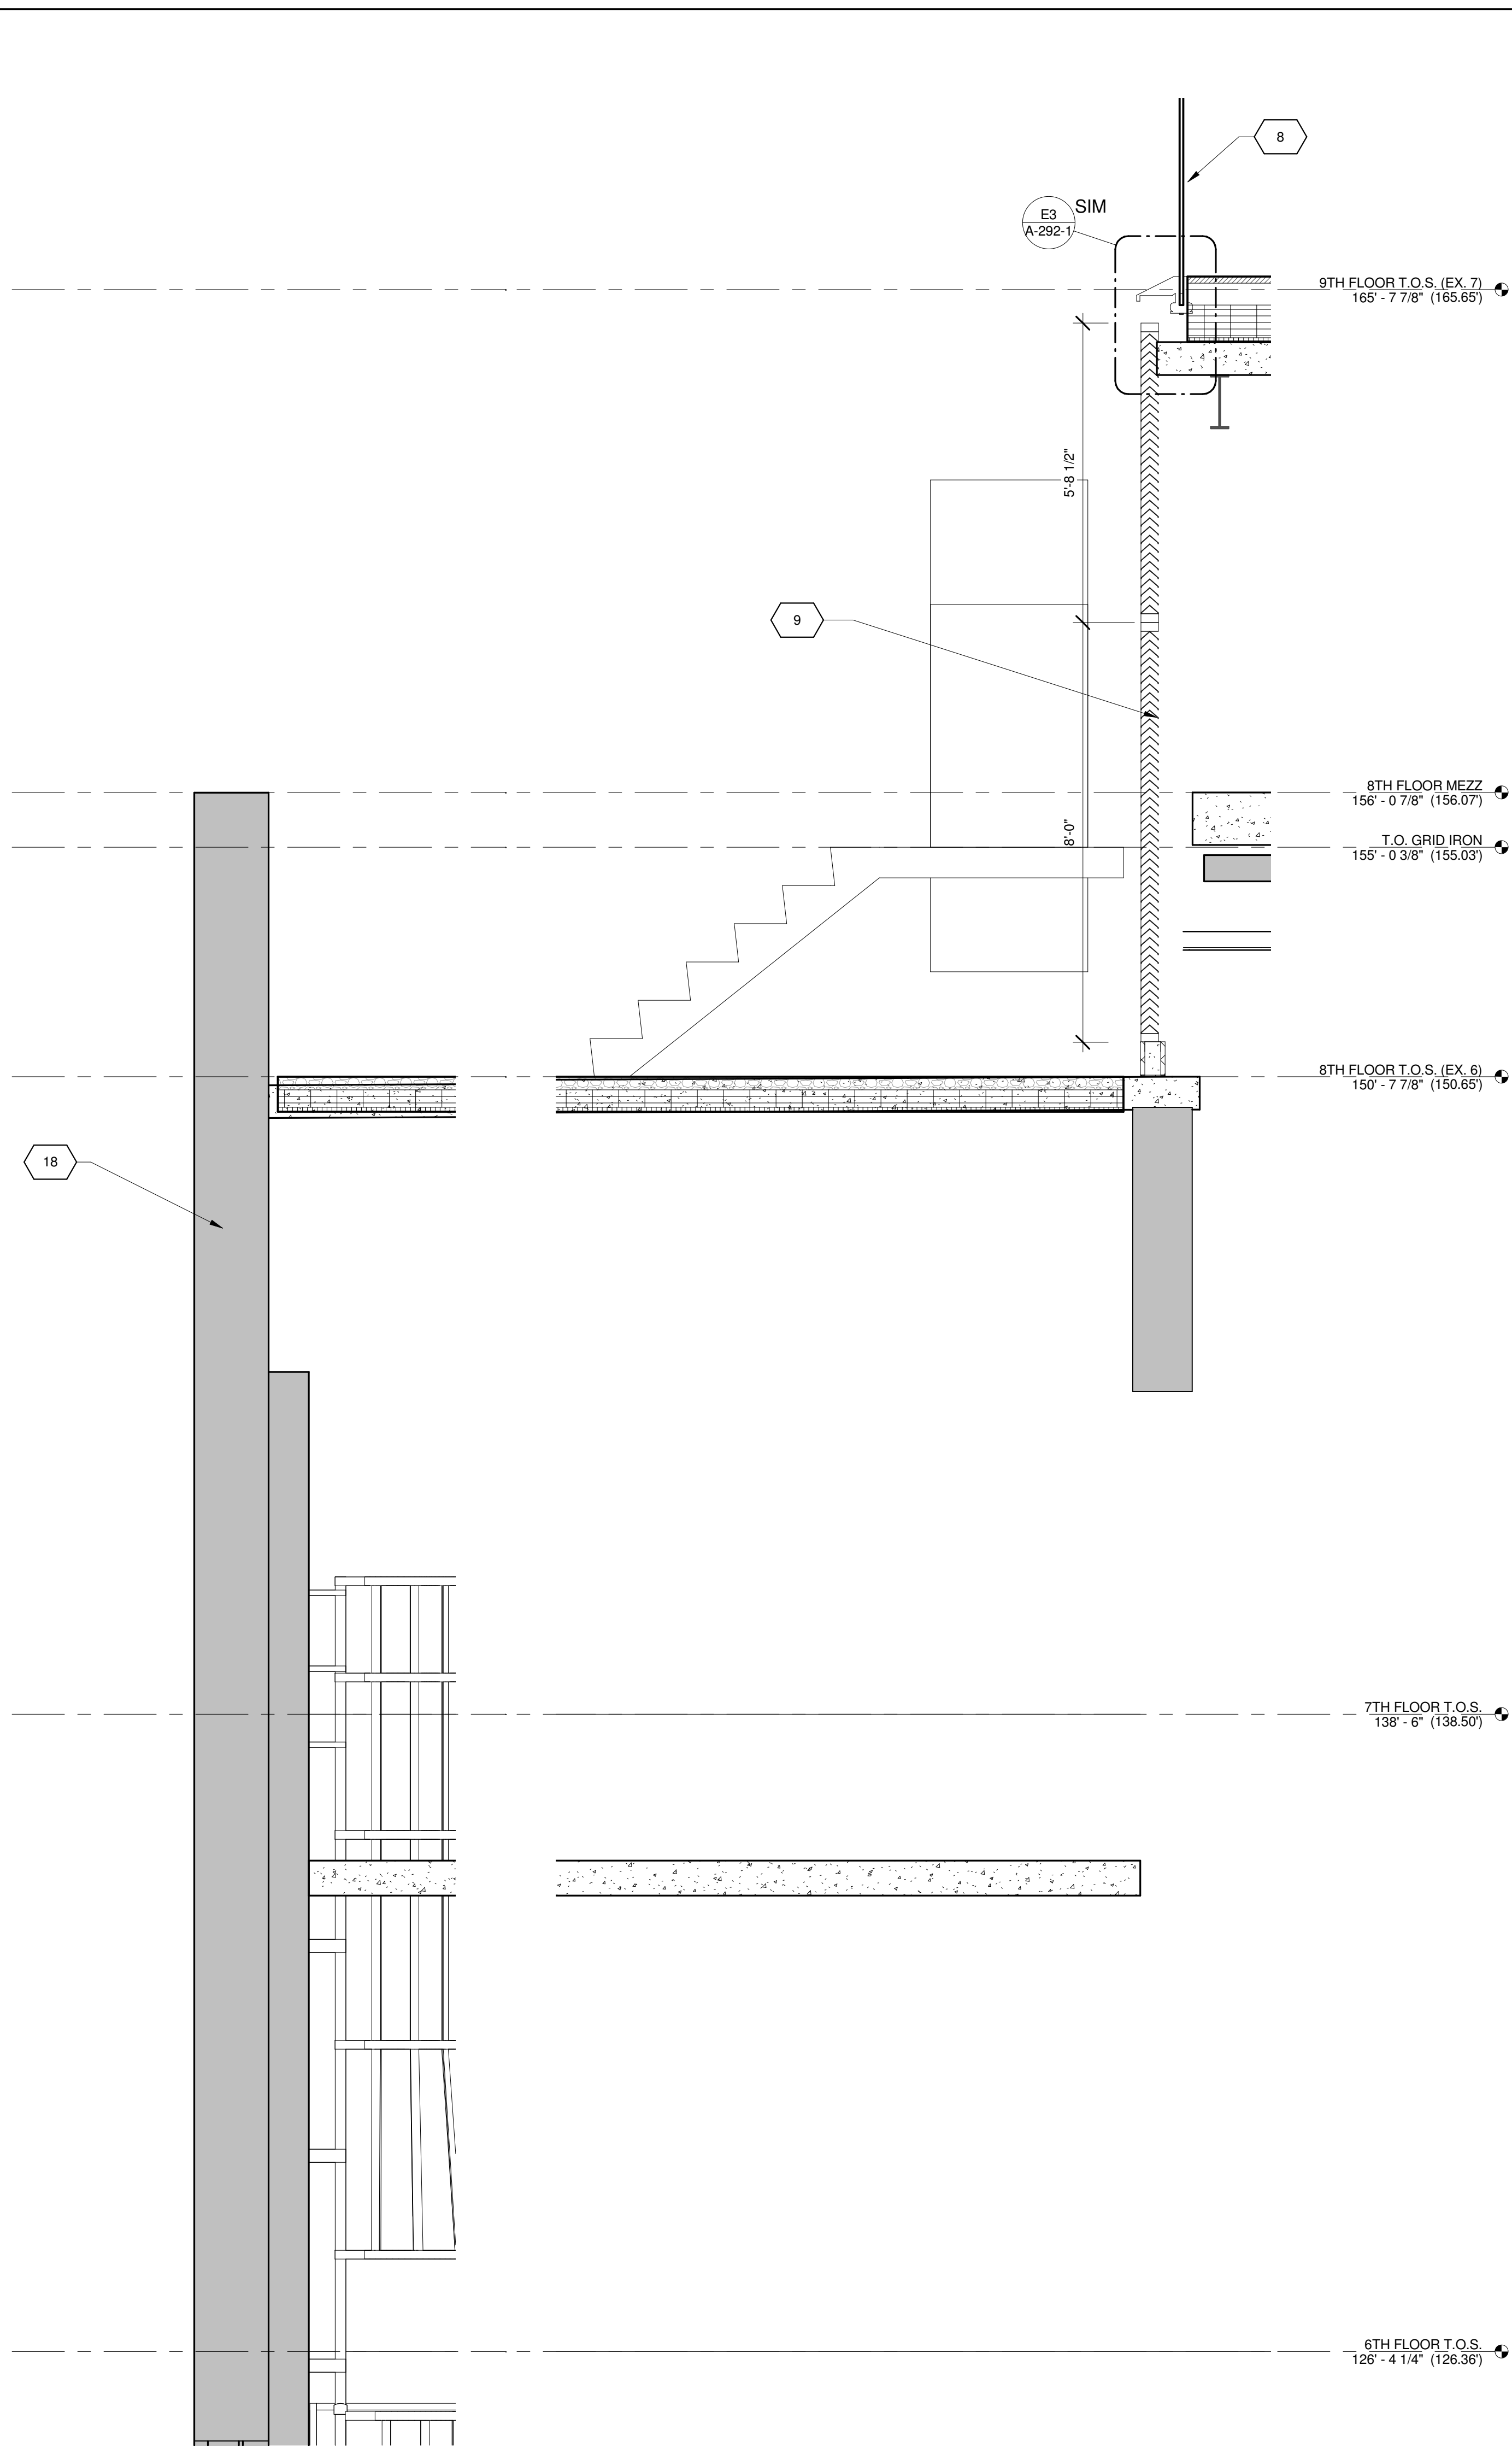 8
E3
SIM
A-292-1
9TH FLOOR T.O.S. (EX. 7)
165' - 7 7/8" (165.65')
5'-8 1/2"
9
8TH FLOOR MEZZ
156' - 0 7/8" (156.07')
8'-0"
T.O. GRID IRON
155' - 0 3/8" (155.03')
8TH FLOOR T.O.S. (EX. 6)
150' - 7 7/8" (150.65')
18
7TH FLOOR T.O.S.
138' - 6" (138.50')
6TH FLOOR T.O.S.
126' - 4 1/4" (126.36')